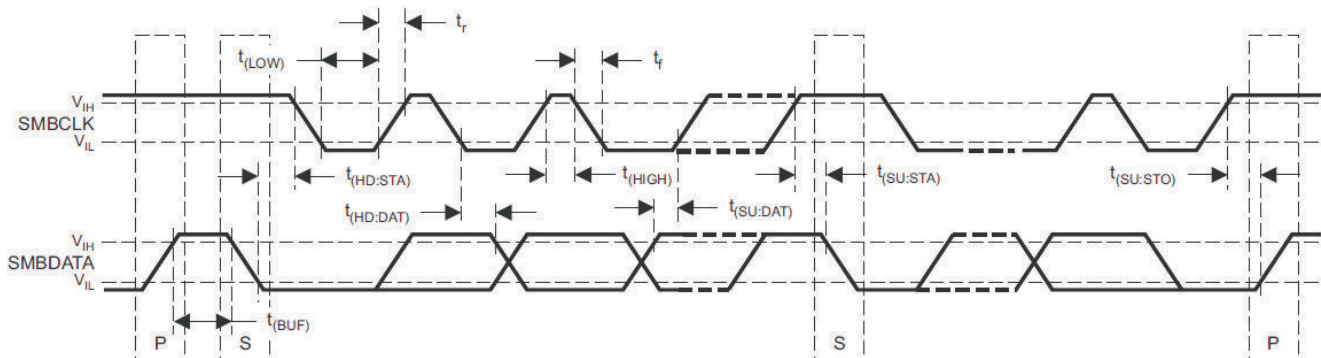 tr
t(LOW)
tf
VIH
SMBCLK
VIL
t(HD:STA)
t(HIGH)
t(SU:STA)
t(SU:STO)
t(HD:DAT)
t(SU:DAT)
VIH
SMBDATA
VIL
t(BUF)
P S S P